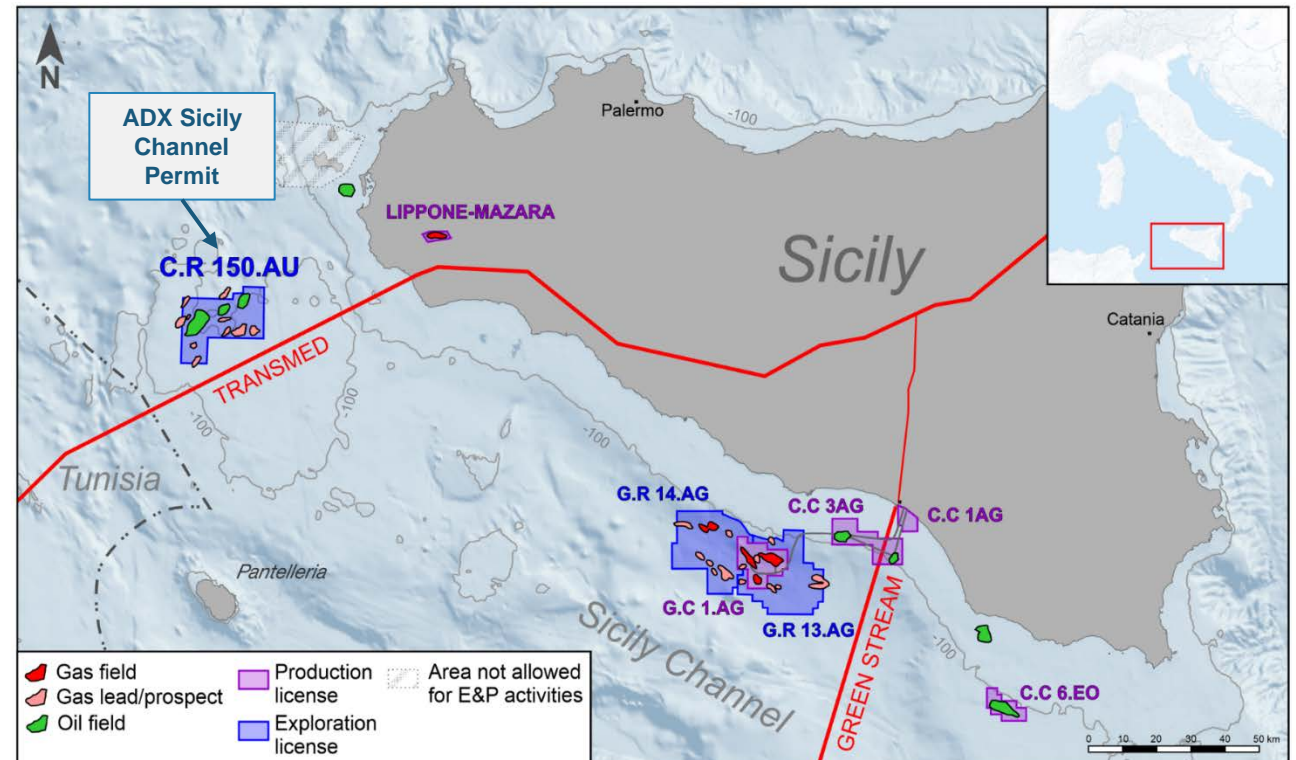 N
ADX Sicily
Channel
Permit
Palermo
-100
LIPPONE-MAZARA
Sicily
C.R 150.AU
Catania
TRANSMED
-100
-100
-100
Tunisia
G.R 14.AG
C.C 3AG
C.C 1AG
Pantelleria
G.C 1.AG
G.R 13.AG
Sicily Channel
GREEN STREAM
-100
C.C 6.EO
Gas field
Gas lead/prospect
Oil field
Production
license
Exploration
license
Area not allowed
for E&P activities
0 10 20 30 40 50 km